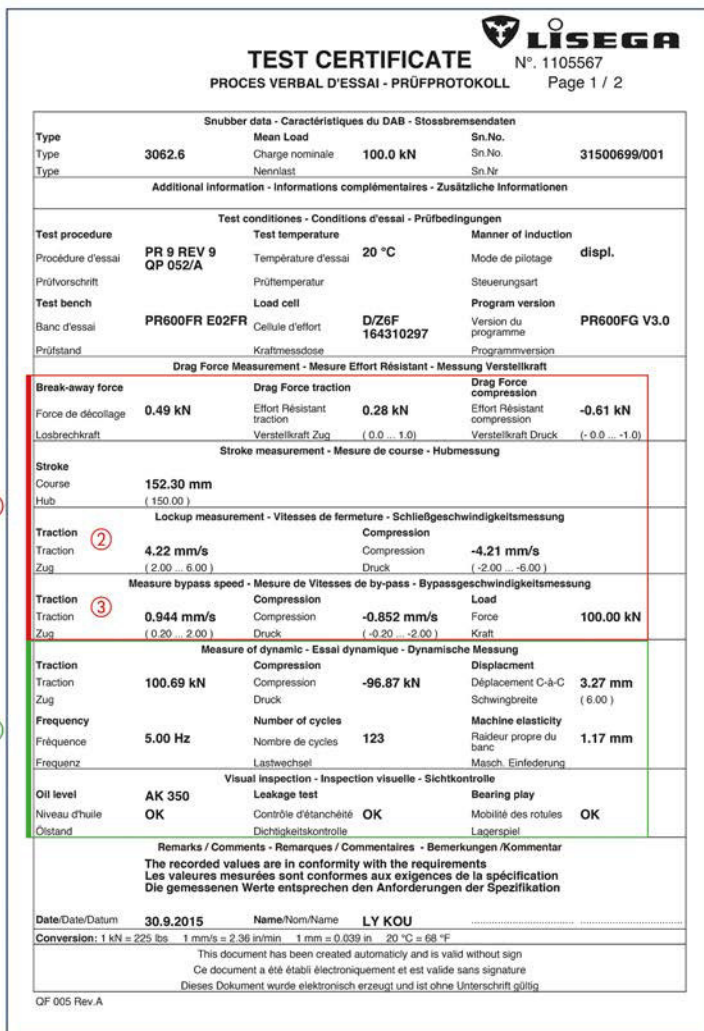 LISEGA
TEST CERTIFICATE N°. 1105567
PROCES VERBAL D'ESSAI - PRÜFPROTOKOLL Page 1 / 2
Snubber data - Caractéristiques du DAB - Stossbremsendaten
Type Mean Load Sn.No.
Type 3062.6 Charge nominale 100.0 kN Sn.No. 31500699/001
Type Nennlast Sn.Nr
Additional information - Informations complémentaires - Zusätzliche Informationen
Test conditiones - Conditions d'essai - Prüfbedingungen
Test procedure Test temperature Manner of induction
Procédure d'essai PR 9 REV 9 QP 052/A Température d'essai 20 °C Mode de pilotage displ.
Prüfvorschrift Prüftemperatur Steuerungsart
Test bench Load cell Program version
Banc d'essai PR600FR E02FR Cellule d'effort D/Z6F 164310297 Version du programme PR600FG V3.0
Prüfstand Kraftmessdose Programmversion
Drag Force Measurement - Mesure Effort Résistant - Messung Verstellkraft
Break-away force Drag Force traction Drag Force compression
Force de décollage 0.49 kN Effort Résistant traction 0.28 kN Effort Résistant compression -0.61 kN
Losbrechkraft Verstellkraft Zug ( 0.0 ... 1.0) Verstellkraft Druck (- 0.0 ... -1.0)
Stroke measurement - Mesure de course - Hubmessung
Stroke
Course 152.30 mm
Hub ( 150.00 )
Lockup measurement - Vitesses de fermeture - Schließgeschwindigkeitsmessung
Traction ② Compression
Traction 4.22 mm/s Compression -4.21 mm/s
Zug ( 2.00 ... 6.00) Druck ( -2.00 ... -6.00)
Measure bypass speed - Mesure de Vitesses de by-pass - Bypassgeschwindigkeitsmessung
Traction ③ Compression Load
Traction 0.944 mm/s Compression -0.852 mm/s Force 100.00 kN
Zug ( 0.20 ... 2.00) Druck ( -0.20 ... -2.00) Kraft
Measure of dynamic - Essai dynamique - Dynamische Messung
Traction Compression Displacment
Traction 100.69 kN Compression -96.87 kN Déplacement C-à-C 3.27 mm
Zug Druck Schwingbreite ( 6.00 )
Frequency Number of cycles Machine elasticity
Fréquence 5.00 Hz Nombre de cycles 123 Raideur propre du banc 1.17 mm
Frequenz Lastwechsel Masch. Einfederung
Visual inspection - Inspection visuelle - Sichtkontrolle
Oil level AK 350 Leakage test Bearing play
Niveau d'huile OK Contrôle d'étanchéité OK Mobilité des rotules OK
Ölstand Dichtigkeitskontrolle Lagerspiel
Remarks / Comments - Remarques / Commentaires - Bemerkungen /Kommentar
The recorded values are in conformity with the requirements
Les valeures mesurées sont conformes aux exigences de la spécification
Die gemessenen Werte entsprechen den Anforderungen der Spezifikation
Date/Date/Datum 30.9.2015 Name/Nom/Name LY KOU
Conversion: 1 kN = 225 lbs 1 mm/s = 2.36 in/min 1 mm = 0.039 in 20 °C = 68 °F
This document has been created automaticly and is valid without sign
Ce document a été établi électroniquement et est valide sans signature
Dieses Dokument wurde elektronisch erzeugt und ist ohne Unterschrift gültig
QF 005 Rev.A